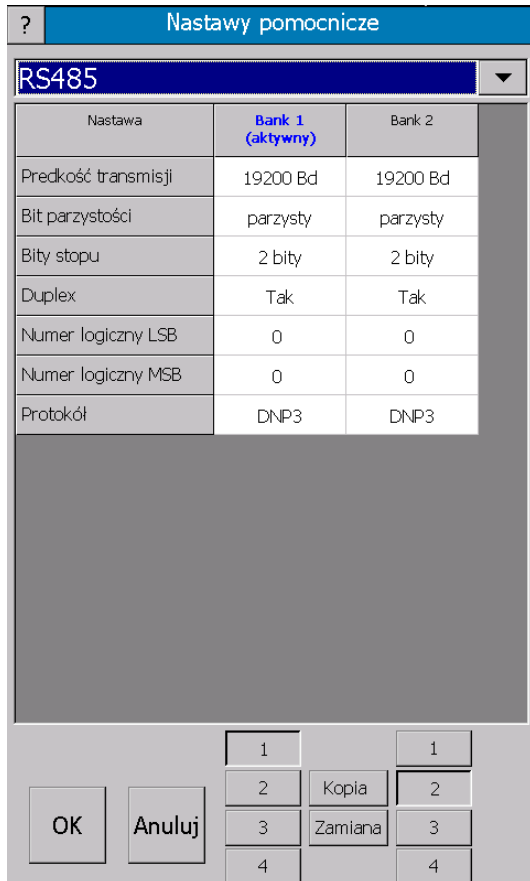 ? Nastawy pomocnicze
RS485
Nastawa Bank 1 (aktywny) Bank 2
Predkość transmisji 19200 Bd 19200 Bd
Bit parzystości parzysty parzysty
Bity stopu 2 bity 2 bity
Duplex Tak Tak
Numer logiczny LSB 0 0
Numer logiczny MSB 0 0
Protokół DNP3 DNP3
1 1
2 Kopia 2
OK Anuluj 3 Zamiana 3
4 4